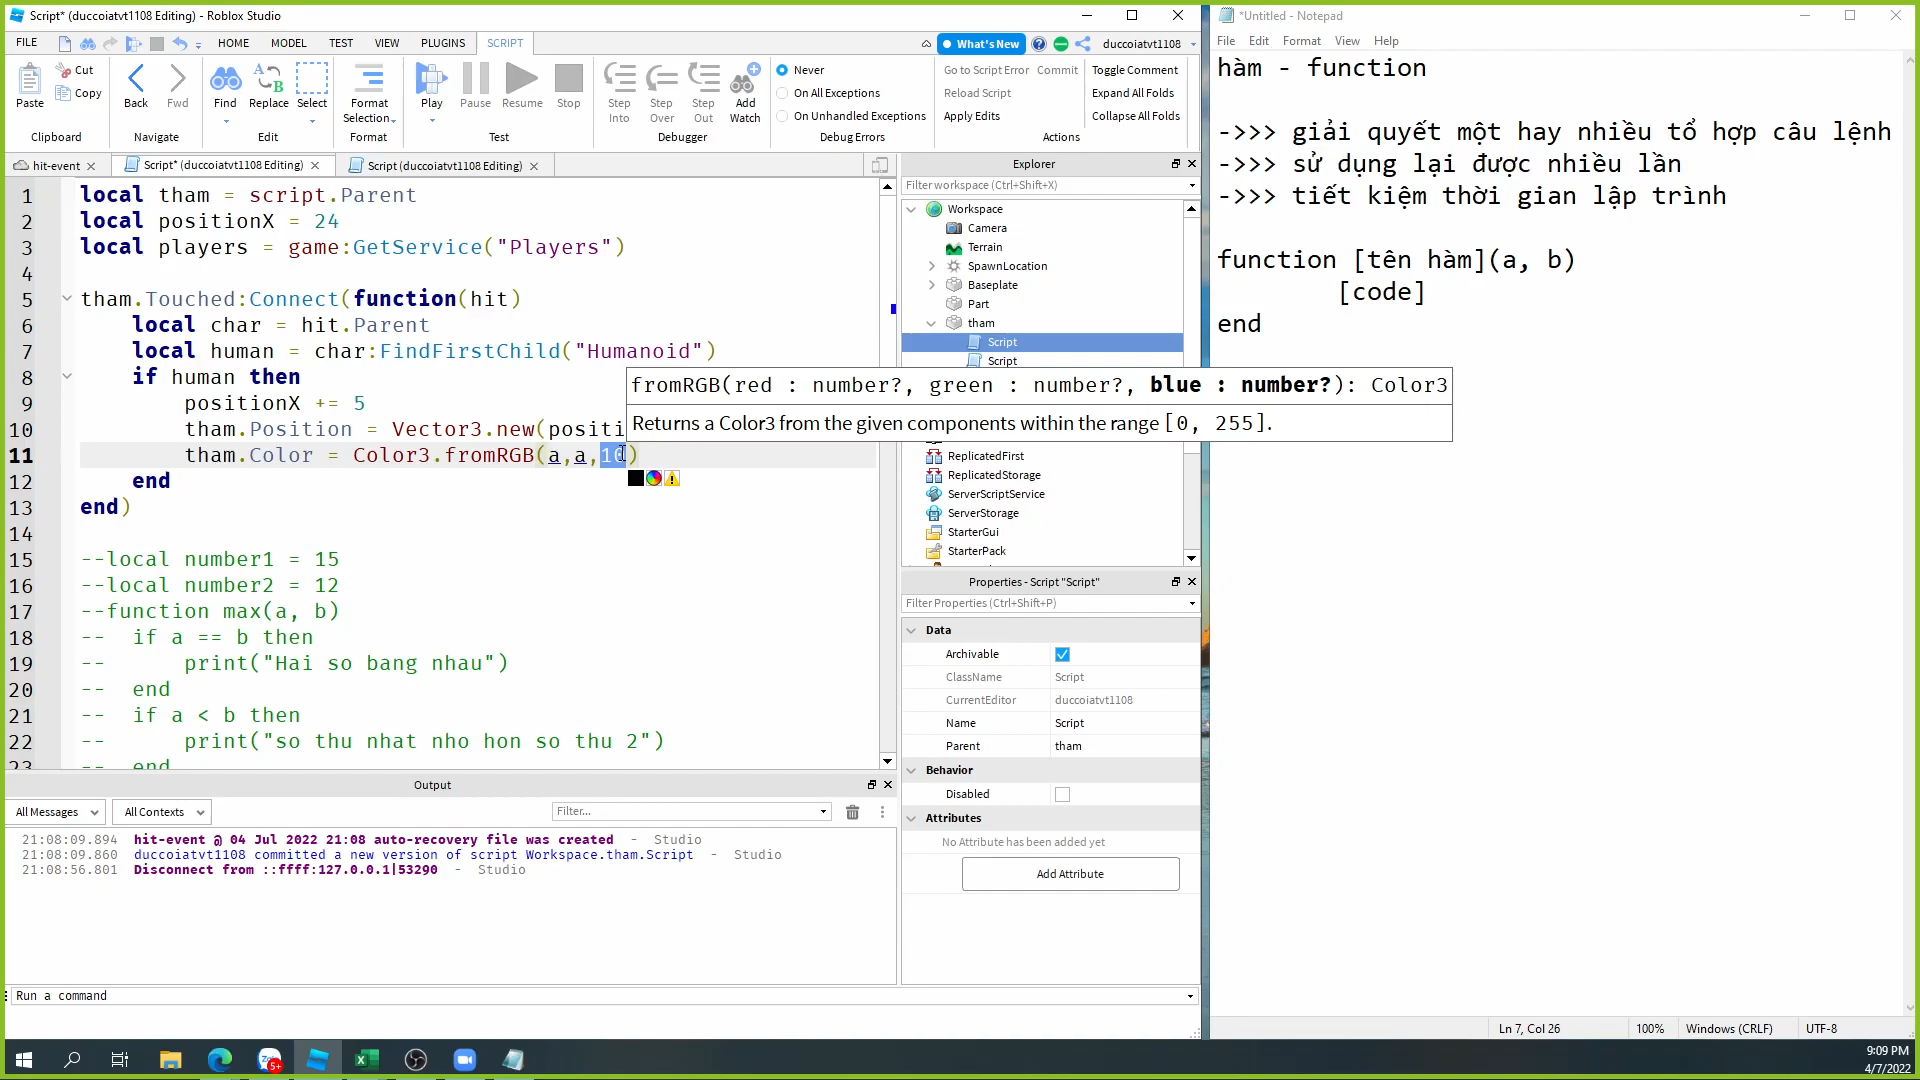 Script* (duccoiatvt1108 Editing) - Roblox Studio
FILE HOME MODEL TEST VIEW PLUGINS SCRIPT What's New duccoiatvt1108
Paste Cut Copy Clipboard
Back Fwd Navigate
Find Replace Select Edit
Format Selection Format
Play Pause Resume Stop Test
Step Into Step Over Step Out Add Watch Debugger
Never
On All Exceptions
On Unhandled Exceptions
Debug Errors
Go to Script Error Commit Toggle Comment
Reload Script Expand All Folds
Apply Edits Collapse All Folds
Actions
hit-event Script* (duccoiatvt1108 Editing) Script (duccoiatvt1108 Editing)
1 local tham = script.Parent
2 local positionX = 24
3 local players = game:GetService("Players")
4
5 tham.Touched:Connect(function(hit)
6 local char = hit.Parent
7 local human = char:FindFirstChild("Humanoid")
8 if human then
9 positionX += 5
10 tham.Position = Vector3.new(positi
11 tham.Color = Color3.fromRGB(a,a,10)
12 end
13 end)
14
15 --local number1 = 15
16 --local number2 = 12
17 --function max(a, b)
18 -- if a == b then
19 -- print("Hai so bang nhau")
20 -- end
21 -- if a < b then
22 -- print("so thu nhat nho hon so thu 2")
23 -- end
fromRGB(red : number?, green : number?, blue : number?): Color3
Returns a Color3 from the given components within the range [0, 255].
Output
All Messages All Contexts Filter...
21:08:09.894 hit-event @ 04 Jul 2022 21:08 auto-recovery file was created - Studio
21:08:09.860 duccoiatvt1108 committed a new version of script Workspace.tham.Script - Studio
21:08:56.801 Disconnect from ::ffff:127.0.0.1|53290 - Studio
Run a command
Explorer
Filter workspace (Ctrl+Shift+X)
Workspace
Camera
Terrain
SpawnLocation
Baseplate
Part
tham
Script
Script
ReplicatedFirst
ReplicatedStorage
ServerScriptService
ServerStorage
StarterGui
StarterPack
Properties - Script "Script"
Filter Properties (Ctrl+Shift+P)
Data
Archivable
ClassName Script
CurrentEditor duccoiatvt1108
Name Script
Parent tham
Behavior
Disabled
Attributes
No Attribute has been added yet
Add Attribute
*Untitled - Notepad
File Edit Format View Help
hàm - function
->>> giải quyết một hay nhiều tổ hợp câu lệnh
->>> sử dụng lại được nhiều lần
->>> tiết kiệm thời gian lập trình
function [tên hàm](a, b)
[code]
end
Ln 7, Col 26 100% Windows (CRLF) UTF-8
5+
9:09 PM
4/7/2022